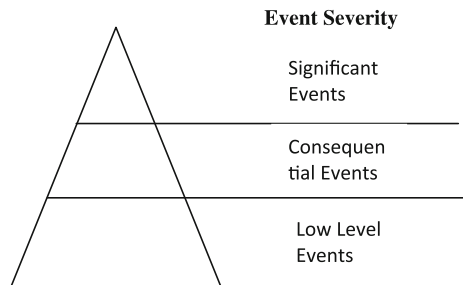 Event Severity
Significant
Events
Consequen
tial Events
Low Level
Events